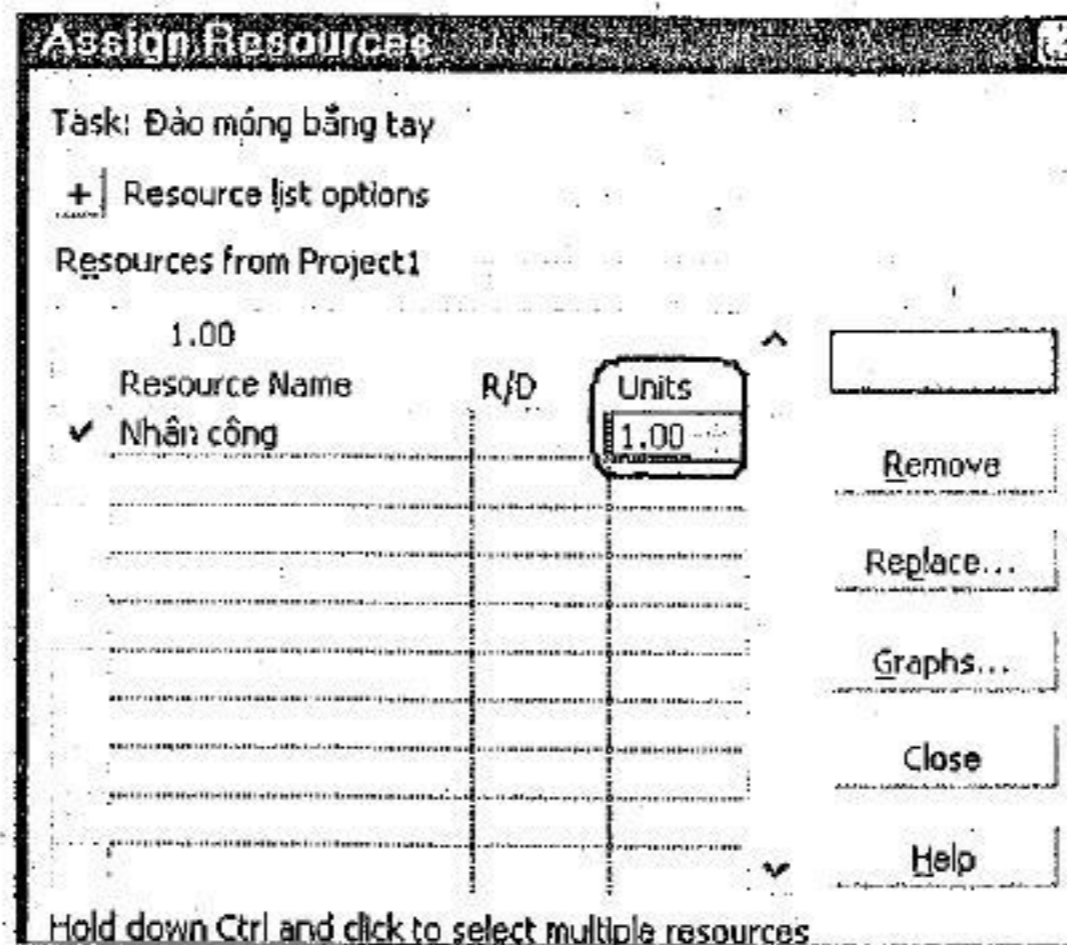 Assign Resources
Task: Đào móng bằng tay
+ Resource list options
Resources from Project1
1.00
Resource Name R/D Units
✓ Nhân công 1.00
Remove
Replace...
Graphs...
Close
Help
Hold down Ctrl and click to select multiple resources